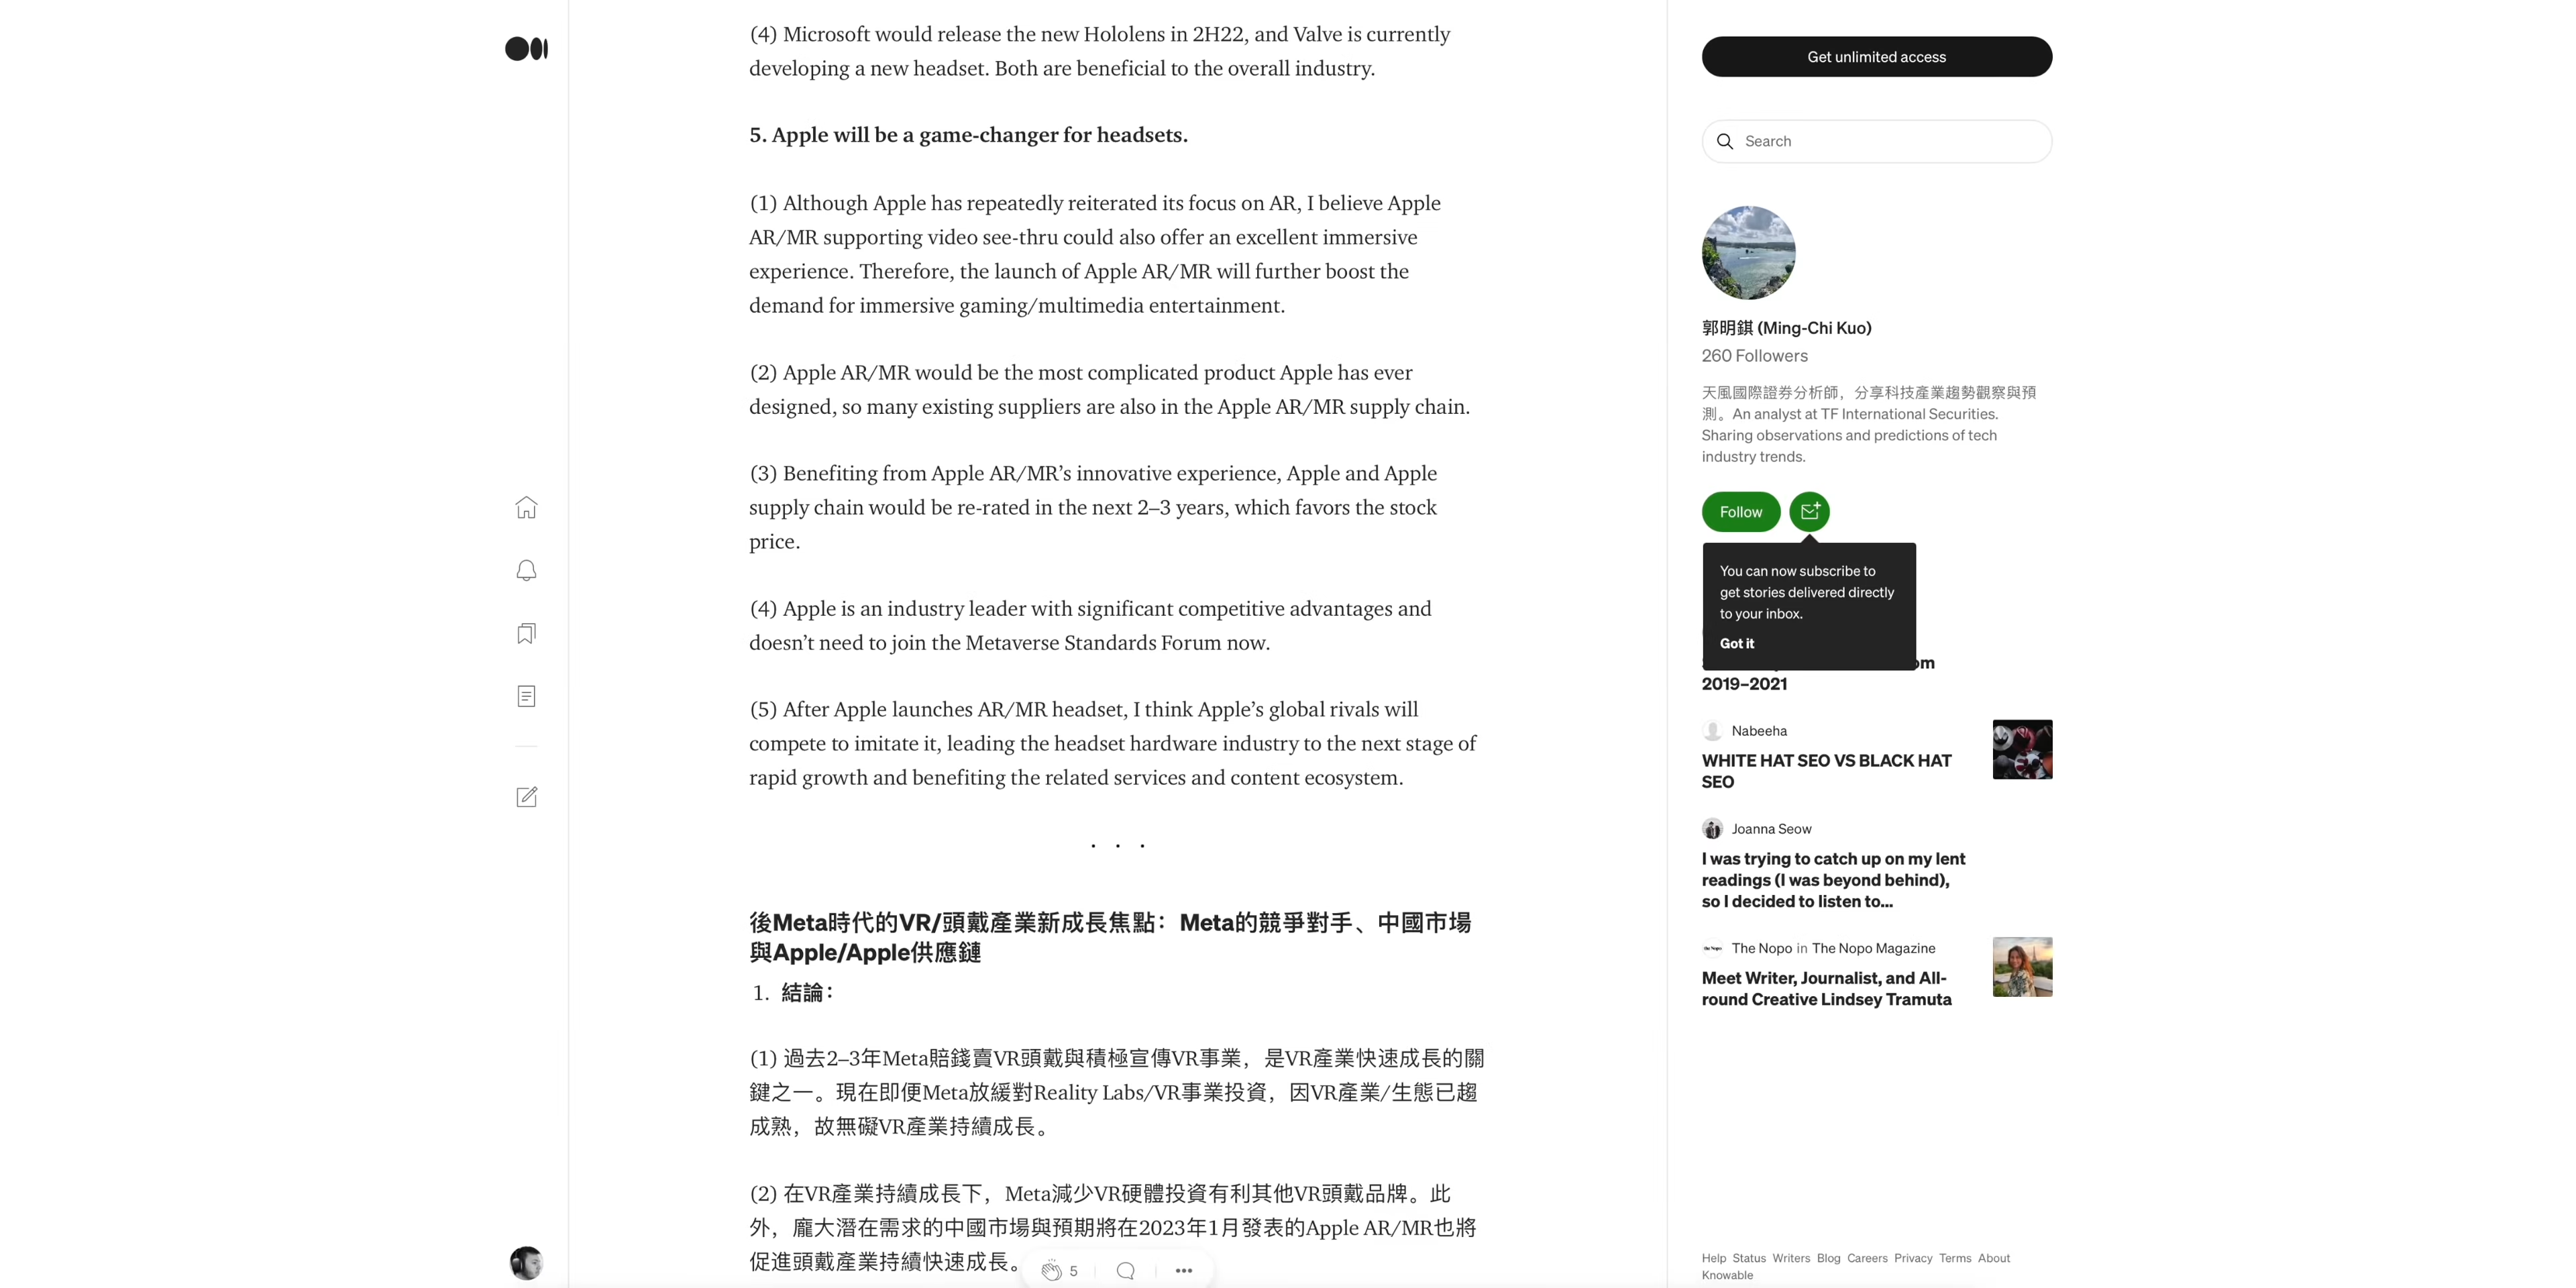 (4) Microsoft would release the new Hololens in 2H22, and Valve is currently
developing a new headset. Both are beneficial to the overall industry.
5. Apple will be a game-changer for headsets.
(1) Although Apple has repeatedly reiterated its focus on AR, I believe Apple
AR/MR supporting video see-thru could also offer an excellent immersive
experience. Therefore, the launch of Apple AR/MR will further boost the
demand for immersive gaming/multimedia entertainment.
(2) Apple AR/MR would be the most complicated product Apple has ever
designed, so many existing suppliers are also in the Apple AR/MR supply chain.
(3) Benefiting from Apple AR/MR’s innovative experience, Apple and Apple
supply chain would be re-rated in the next 2–3 years, which favors the stock
price.
(4) Apple is an industry leader with significant competitive advantages and
doesn’t need to join the Metaverse Standards Forum now.
(5) After Apple launches AR/MR headset, I think Apple’s global rivals will
compete to imitate it, leading the headset hardware industry to the next stage of
rapid growth and benefiting the related services and content ecosystem.
. . .
後Meta時代的VR/頭戴產業新成長焦點：Meta的競爭對手、中國市場
與Apple/Apple供應鏈
1. 結論：
(1) 過去2–3年Meta賠錢賣VR頭戴與積極宣傳VR事業，是VR產業快速成長的關
鍵之一。現在即便Meta放緩對Reality Labs/VR事業投資，因VR產業/生態已趨
成熟，故無礙VR產業持續成長。
(2) 在VR產業持續成長下，Meta減少VR硬體投資有利其他VR頭戴品牌。此
外，龐大潛在需求的中國市場與預期將在2023年1月發表的Apple AR/MR也將
促進頭戴產業持續快速成長。
5
Get unlimited access
Search
郭明錤 (Ming-Chi Kuo)
260 Followers
天風國際證券分析師，分享科技產業趨勢觀察與預
測。An analyst at TF International Securities.
Sharing observations and predictions of tech
industry trends.
Follow
You can now subscribe to
get stories delivered directly
to your inbox.
Got it
2019–2021
Nabeeha
WHITE HAT SEO VS BLACK HAT
SEO
Joanna Seow
I was trying to catch up on my lent
readings (I was beyond behind),
so I decided to listen to...
The Nopo in The Nopo Magazine
Meet Writer, Journalist, and All-
round Creative Lindsey Tramuta
Help Status Writers Blog Careers Privacy Terms About
Knowable